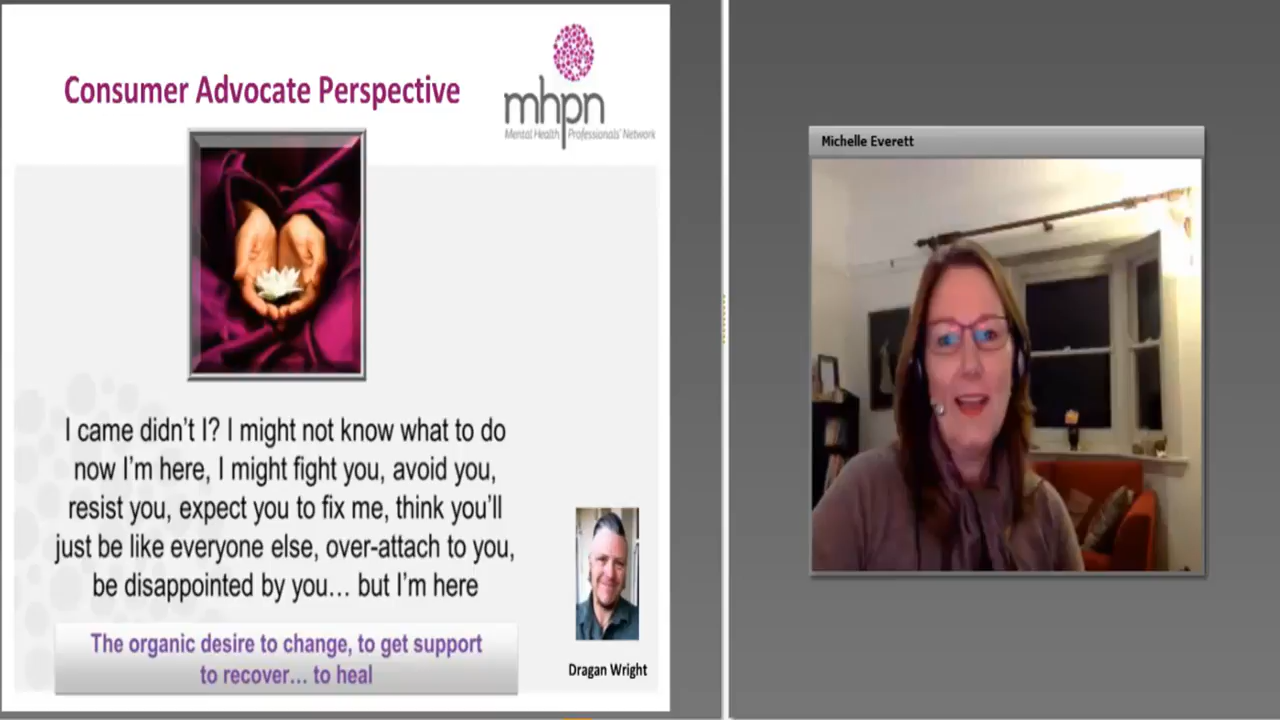 Consumer Advocate Perspective
mhpn
Mental Health Professionals' Network
I came didn't I? I might not know what to do
now I'm here, I might fight you, avoid you,
resist you, expect you to fix me, think you'll
just be like everyone else, over-attach to you,
be disappointed by you... but I'm here
The organic desire to change, to get support
to recover... to heal
Dragan Wright
Michelle Everett